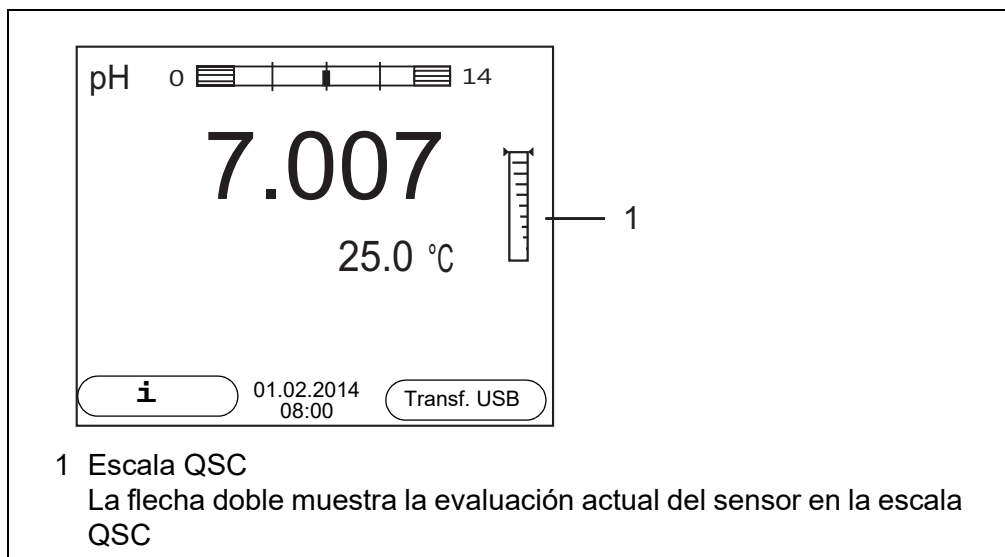 pH 0 14
7.007
1
25.0 °C
i
01.02.2014
08:00
Transf. USB
1 Escala QSC
La flecha doble muestra la evaluación actual del sensor en la escala
QSC